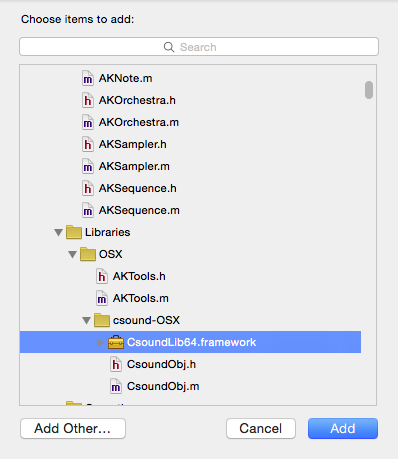 Choose items to add:
Search
AKNote.m
AKOrchestra.h
AKOrchestra.m
AKSampler.h
AKSampler.m
AKSequence.h
AKSequence.m
Libraries
OSX
AKTools.h
AKTools.m
csound-OSX
CsoundLib64.framework
CsoundObj.h
CsoundObj.m
Add Other...
Cancel
Add